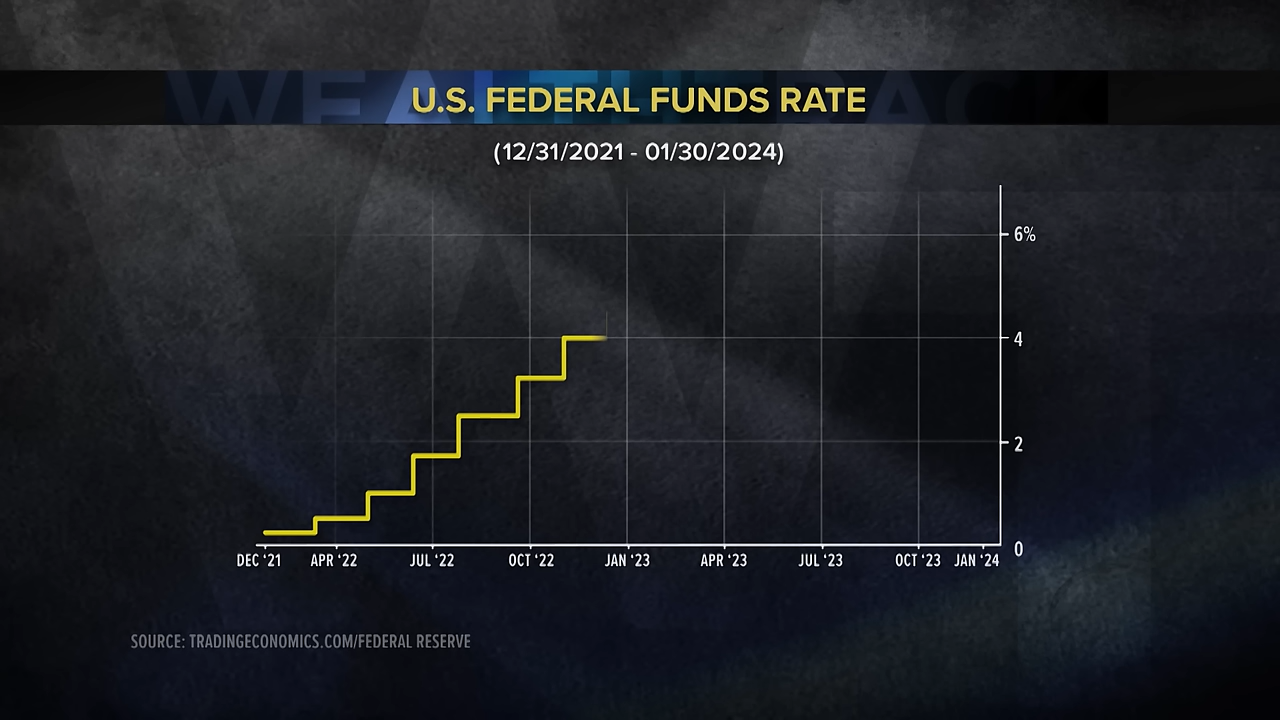 WEALTHTRACK
U.S. FEDERAL FUNDS RATE
(12/31/2021 - 01/30/2024)
6%
4
2
0
DEC '21 APR '22 JUL '22 OCT '22 JAN '23 APR '23 JUL '23 OCT '23 JAN '24
SOURCE: TRADINGECONOMICS.COM/FEDERAL RESERVE